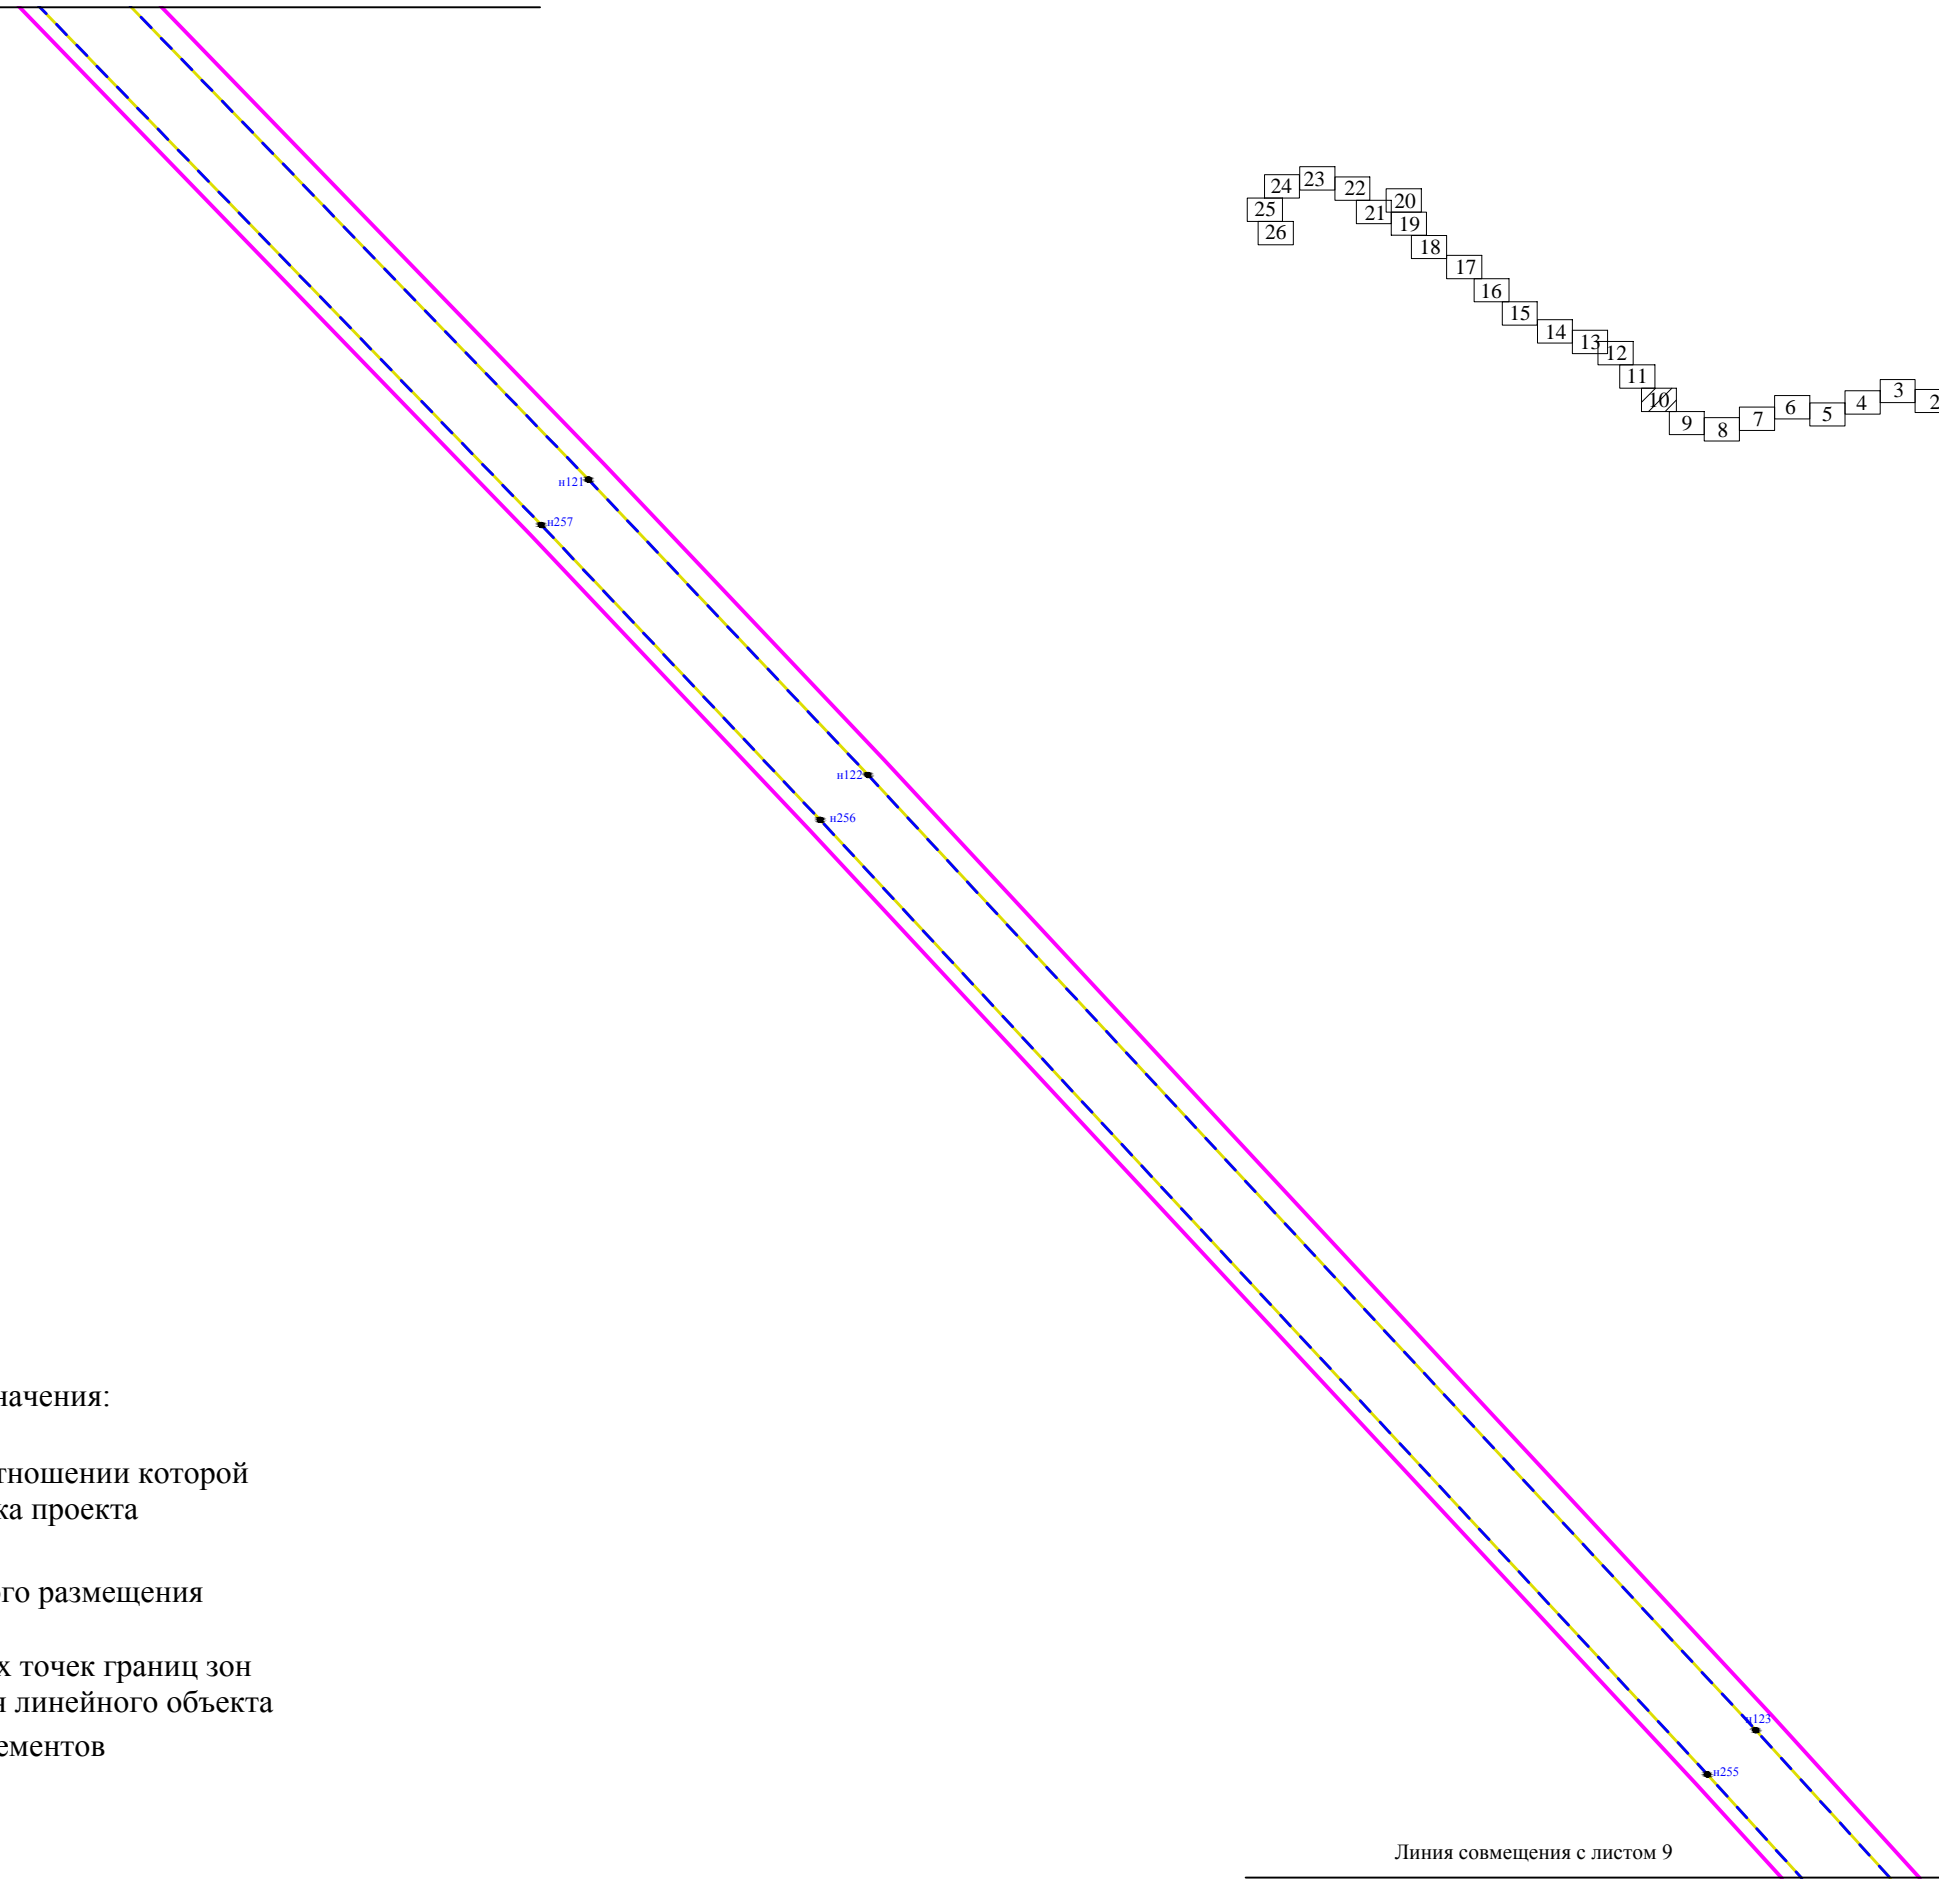 24
23
22
20
25
21
26
19
18
17
16
15
14
13
12
11
10
9
8
7
6
5
4
3
2
н121
н257
н122
н256
начения:
тношении которой
ка проекта
го размещения
х точек границ зон
линейного объекта
ементов
н123
н255
Линия совмещения с листом 9